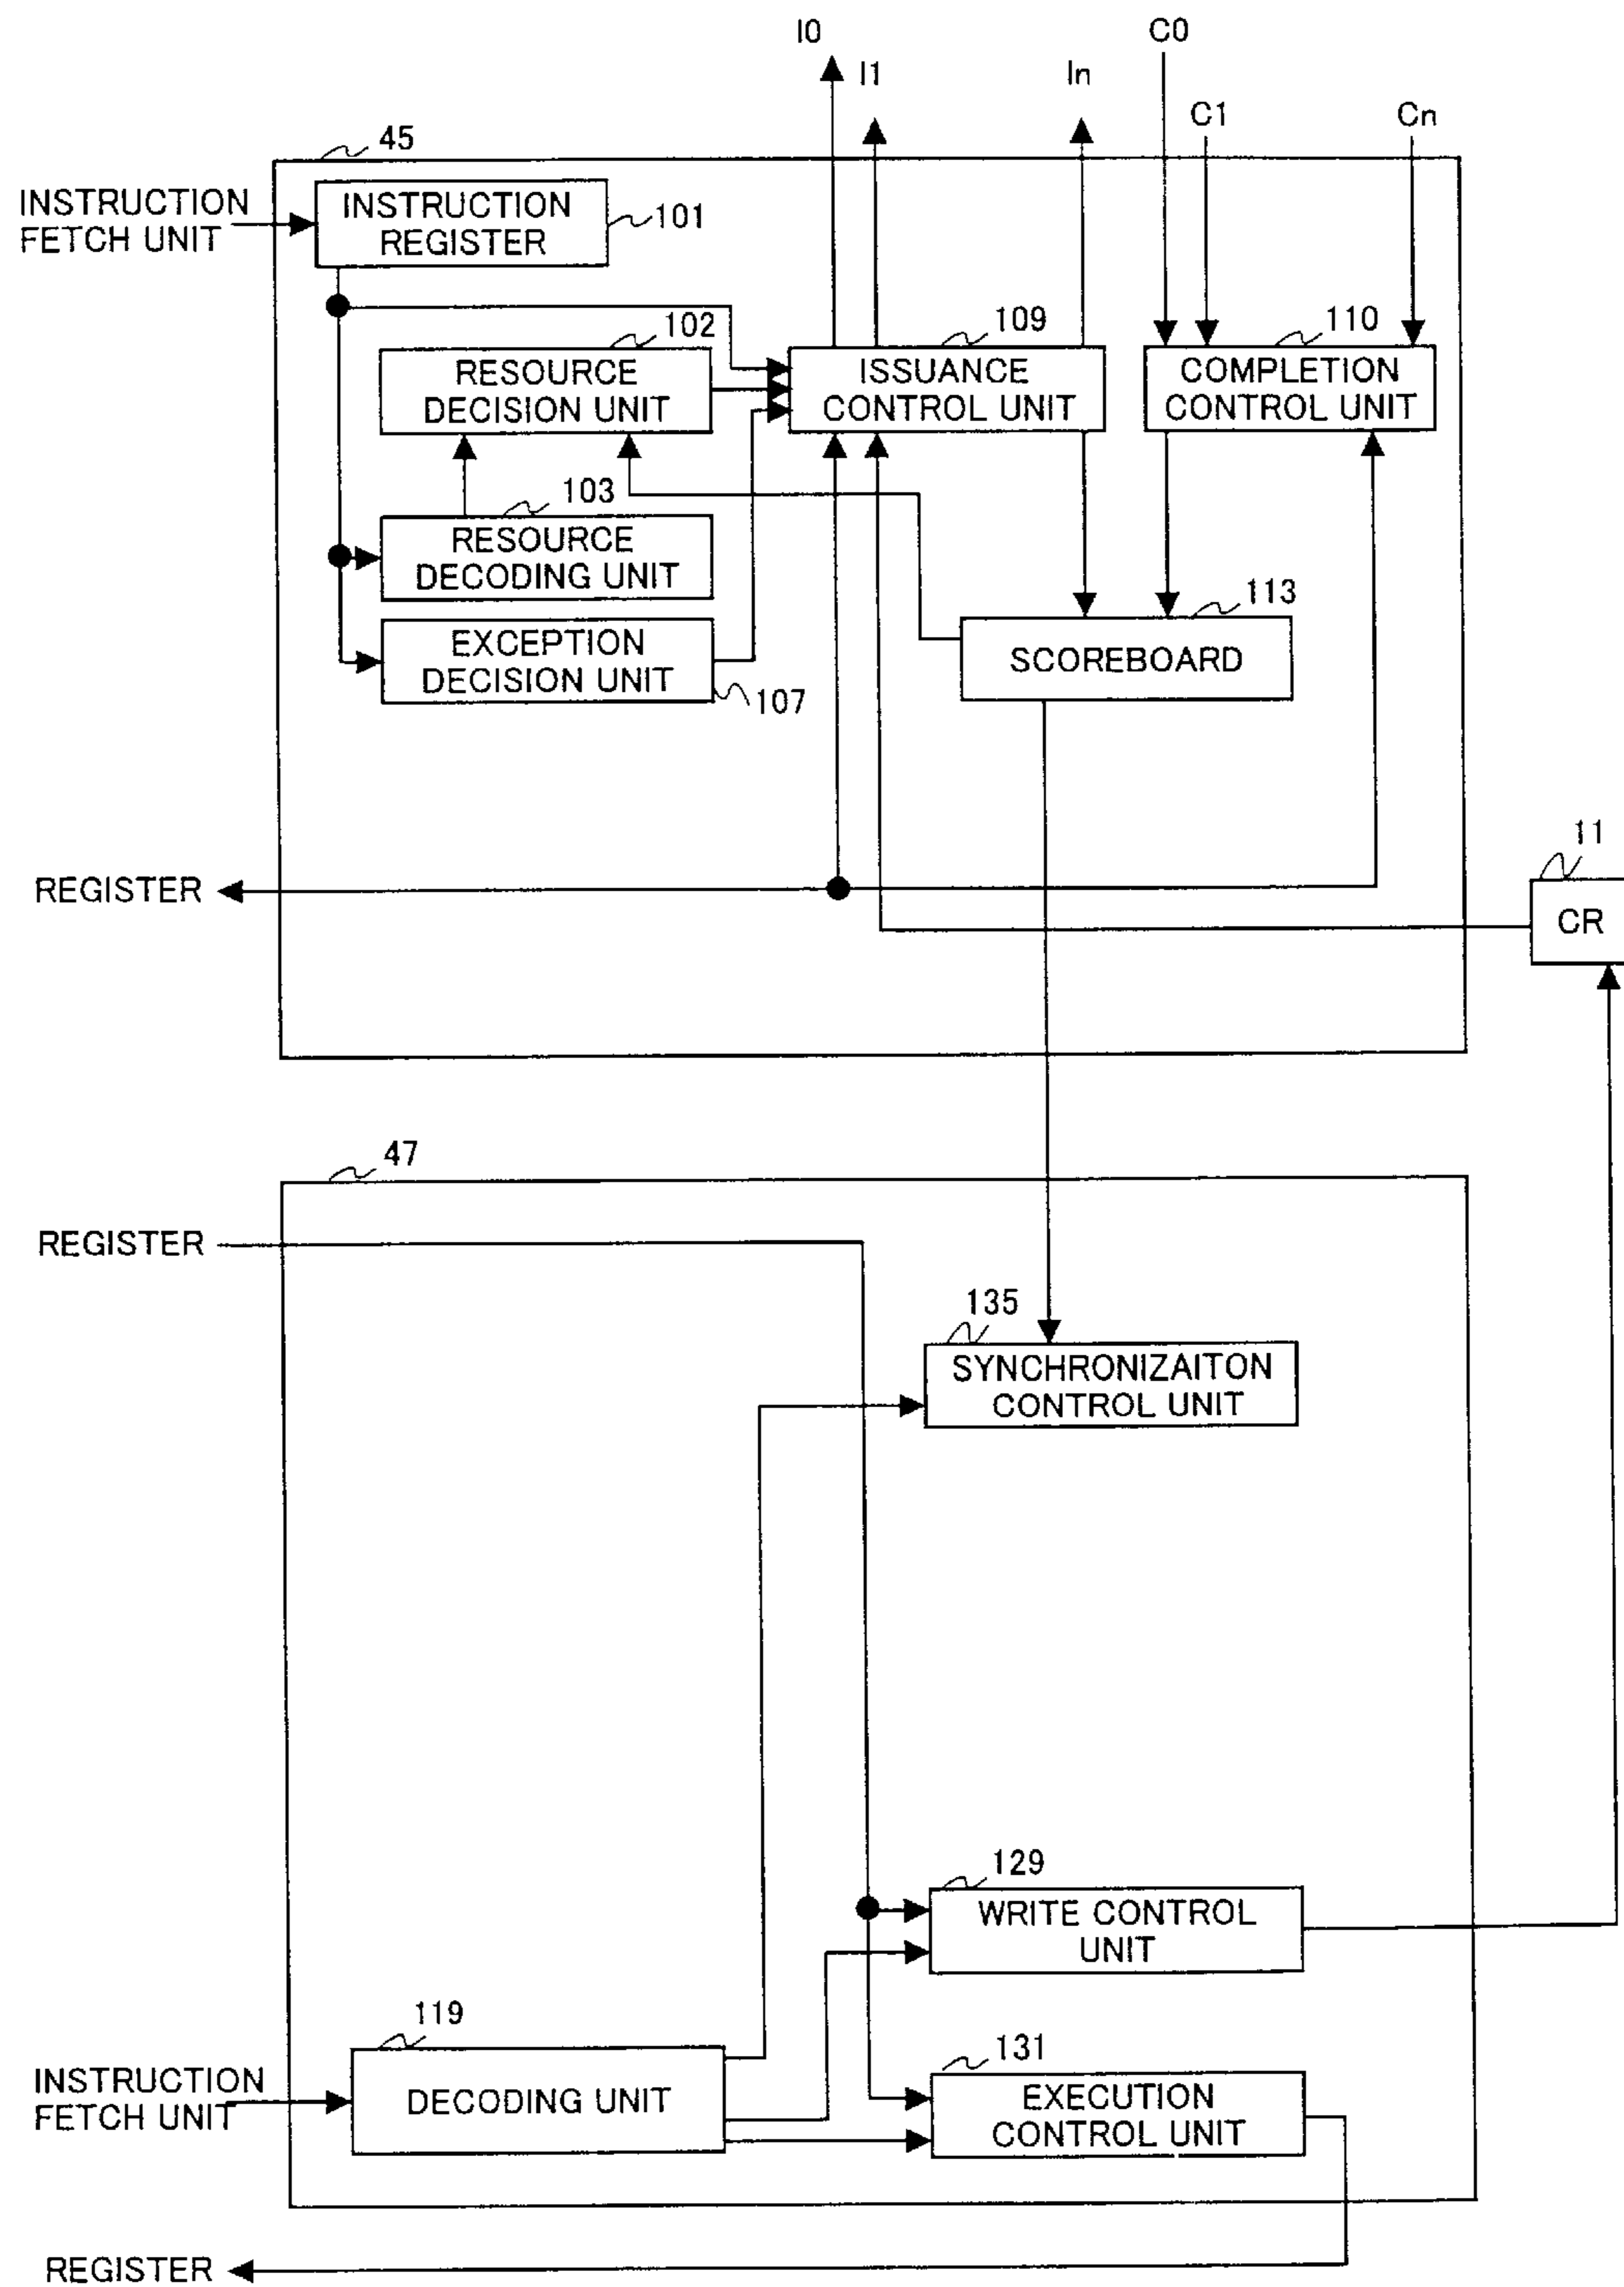 I0
C0
I1
In
C1
Cn
45
INSTRUCTION
FETCH UNIT
INSTRUCTION
REGISTER
101
102
109
110
RESOURCE
DECISION UNIT
ISSUANCE
CONTROL UNIT
COMPLETION
CONTROL UNIT
103
RESOURCE
DECODING UNIT
113
EXCEPTION
DECISION UNIT
107
SCOREBOARD
11
REGISTER
CR
47
REGISTER
135
SYNCHRONIZAITON
CONTROL UNIT
129
WRITE CONTROL
UNIT
119
131
INSTRUCTION
FETCH UNIT
DECODING UNIT
EXECUTION
CONTROL UNIT
REGISTER